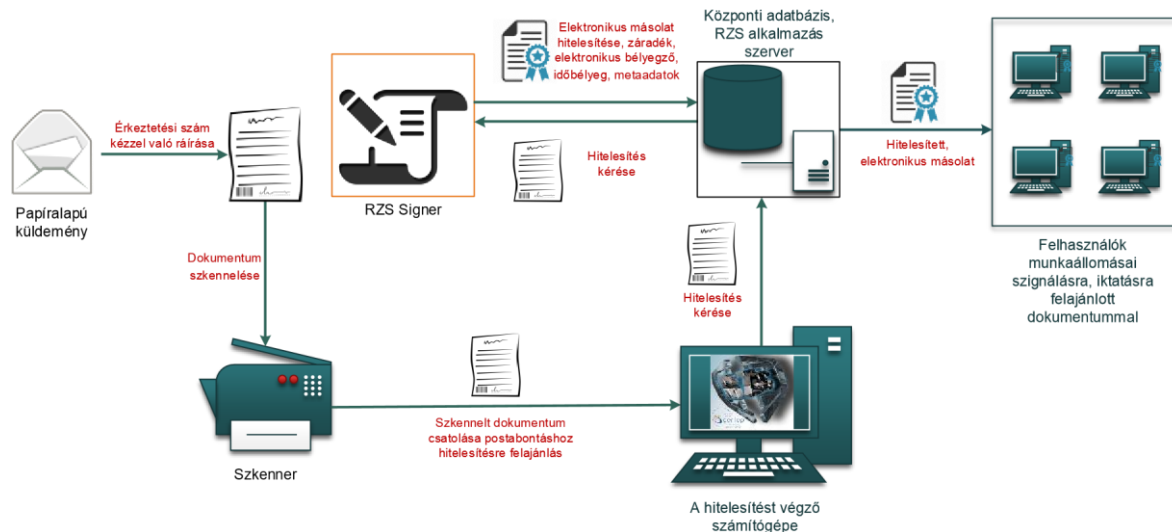 Érkeztetési szám
kézzel való ráírása
Papíralapú
küldemény
Dokumentum
szkennelése
Szkenner
Szkennelt dokumentum
csatolása postabontáshoz
hitelesítésre felajánlás
A hitelesítést végző
számítógépe
Hitelesítés
kérése
Központi adatbázis,
RZS alkalmazás
szerver
Hitelesítés
kérése
RZS Signer
Elektronikus másolat
hitelesítése, záradék,
elektronikus bélyegző,
időbélyeg, metaadatok
Hitelesített,
elektronikus másolat
Felhasználók
munkaállomásai
szignálásra, iktatásra
felajánlott
dokumentummal